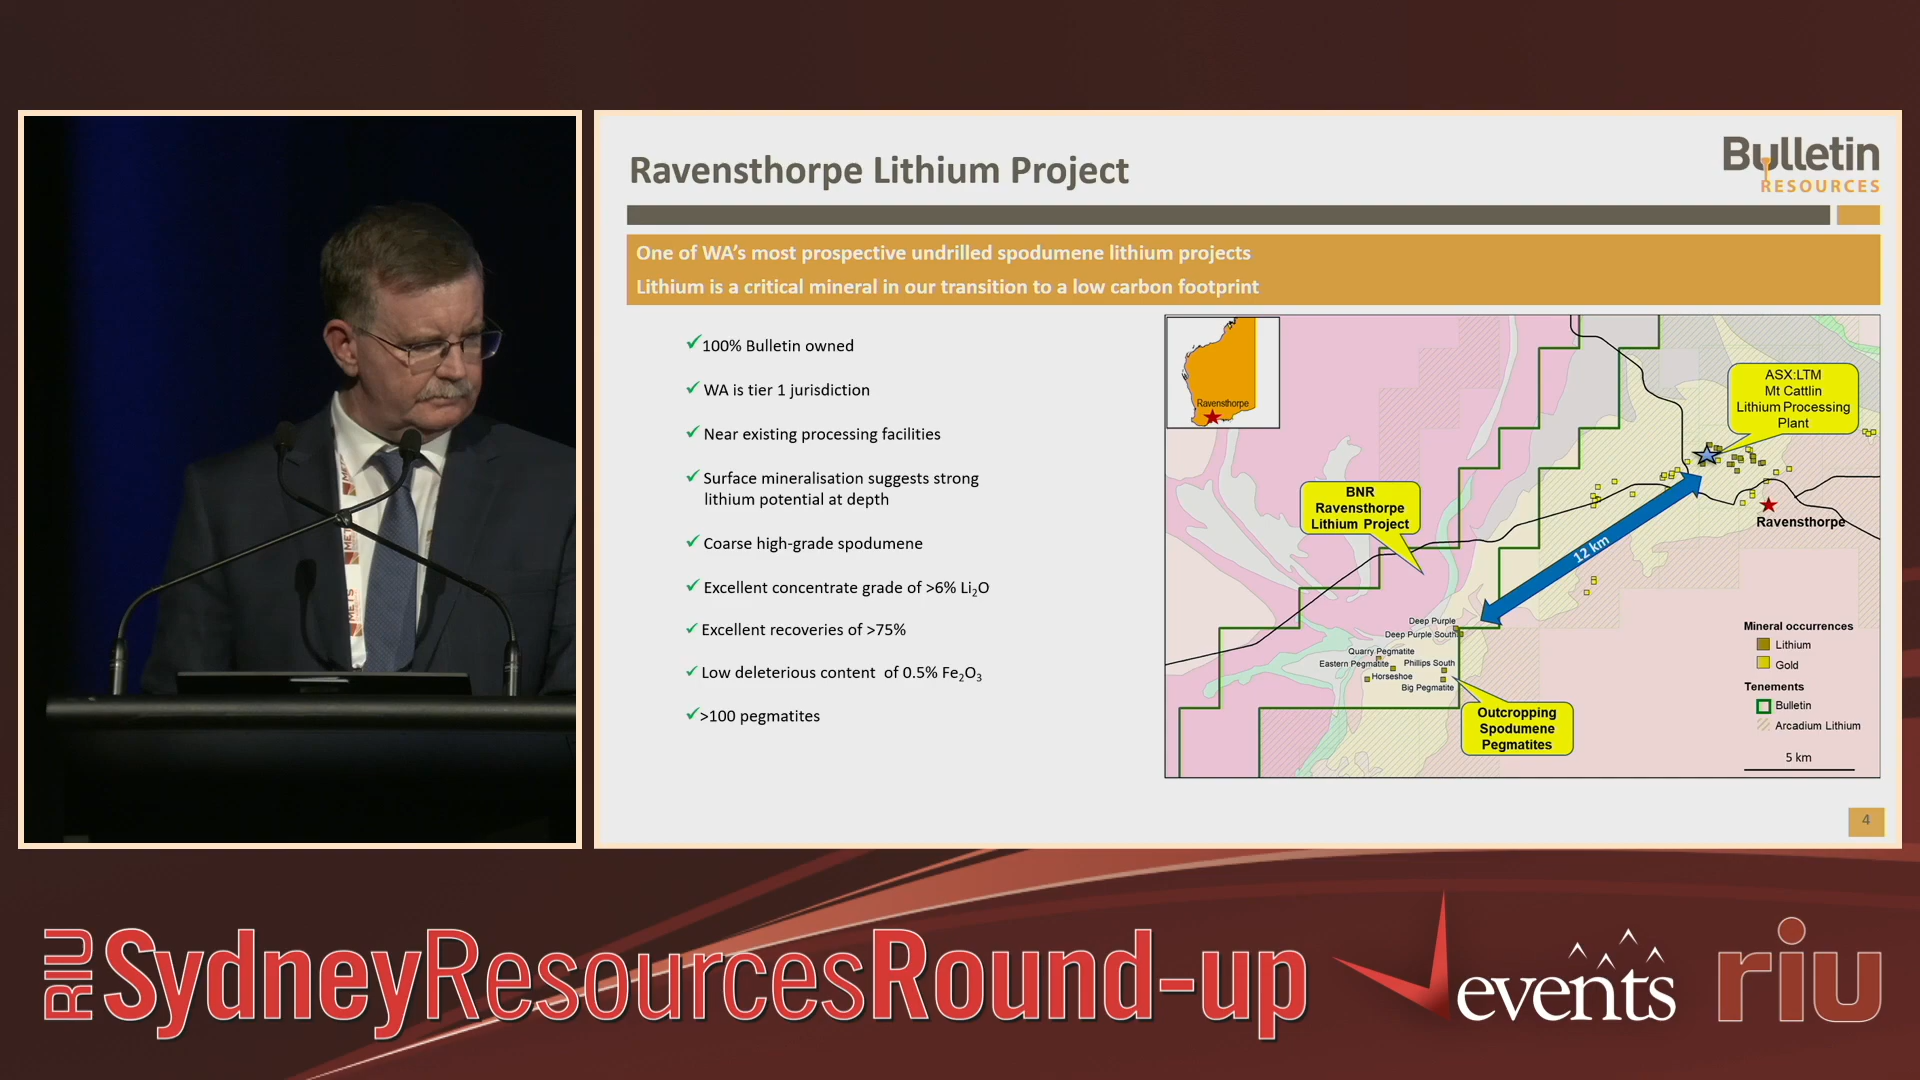 Ravensthorpe Lithium Project
Bulletin
RESOURCES
One of WA's most prospective undrilled spodumene lithium projects
Lithium is a critical mineral in our transition to a low carbon footprint
✓100% Bulletin owned
✓ WA is tier 1 jurisdiction
✓ Near existing processing facilities
✓ Surface mineralisation suggests strong
lithium potential at depth
✓ Coarse high-grade spodumene
✓ Excellent concentrate grade of >6% Li₂O
✓ Excellent recoveries of >75%
✓ Low deleterious content of 0.5% Fe₂O₃
✓>100 pegmatites
Ravensthorpe
ASX:LTM
Mt Cattlin
Lithium Processing
Plant
BNR
Ravensthorpe
Lithium Project
Ravensthorpe
12 km
Deep Purple
Deep Purple South
Quarry Pegmatite
Eastern Pegmatite
Phillips South
Horseshoe
Big Pegmatite
Outcropping
Spodumene
Pegmatites
Mineral occurrences
Lithium
Gold
Tenements
Bulletin
Arcadium Lithium
5 km
4
METS
METS
RIU SydneyResourcesRound-up
events
riu